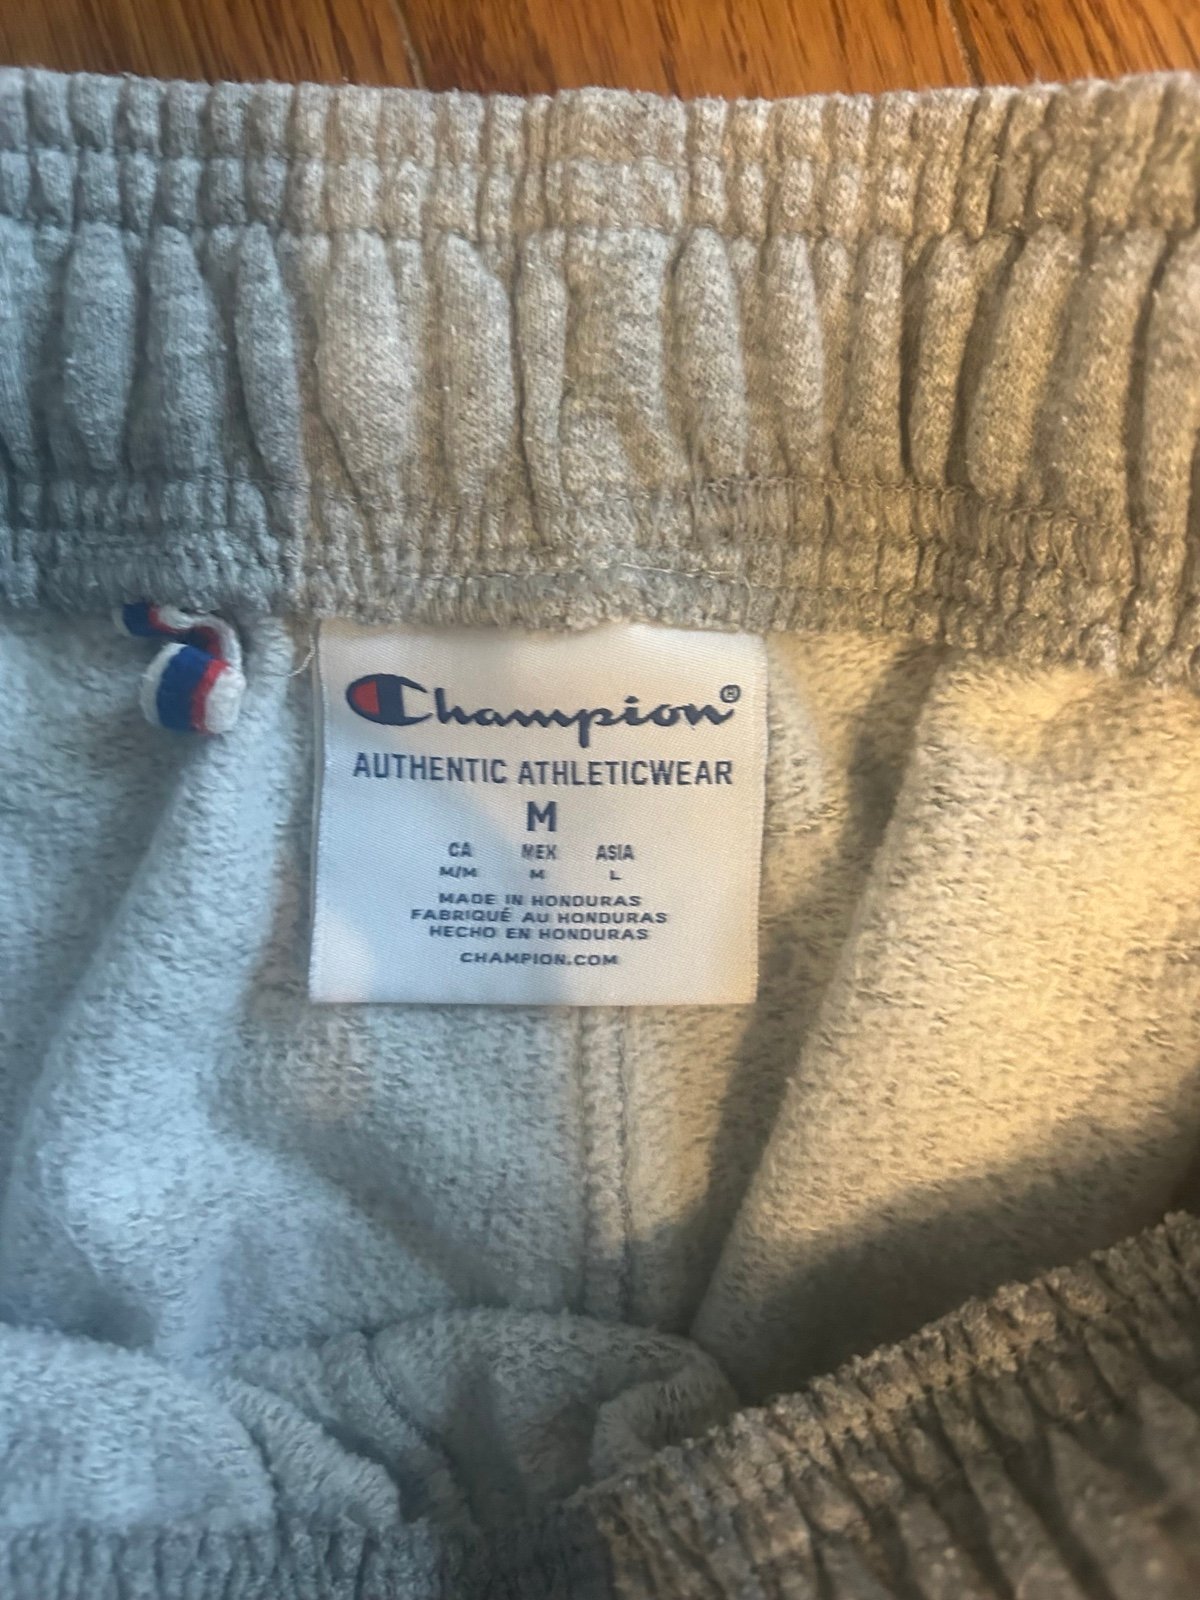 Champion®
AUTHENTIC ATHLETICWEAR
M
CA MEX ASIA
M/M M L
MADE IN HONDURAS
FABRIQUÉ AU HONDURAS
HECHO EN HONDURAS
CHAMPION.COM